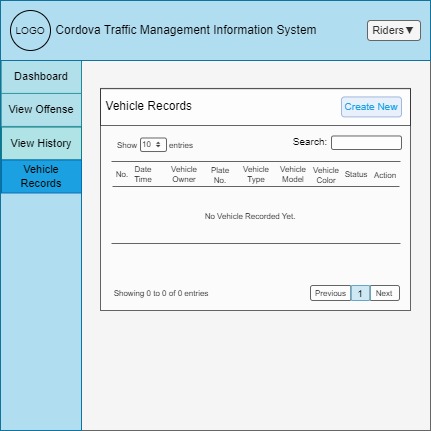 LOGO
Cordova Traffic Management Information System
Riders▼
Dashboard
View Offense
View History
Vehicle
Records
Vehicle Records
Create New
Show 10 entries
Search:
No. Date Time Vehicle Owner Plate No. Vehicle Type Vehicle Model Vehicle Color Status Action
No Vehicle Recorded Yet.
Showing 0 to 0 of 0 entries
Previous 1 Next